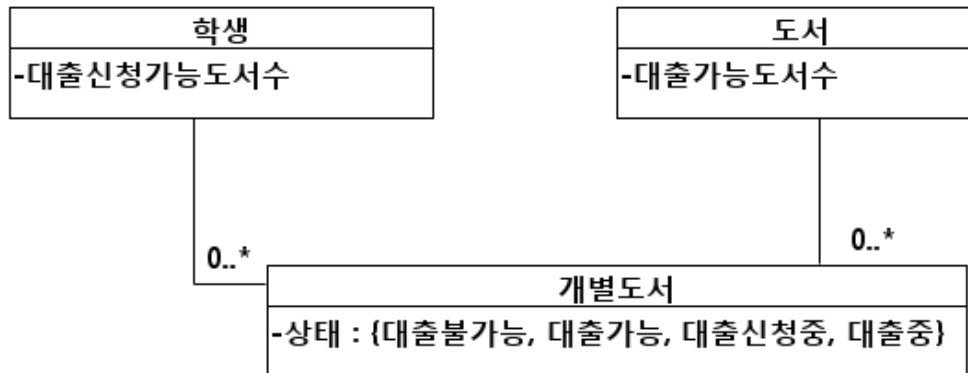 학생
-대출신청가능도서수
도서
-대출가능도서수
0..*
0..*
개별도서
-상태 : {대출불가능, 대출가능, 대출신청중, 대출중}